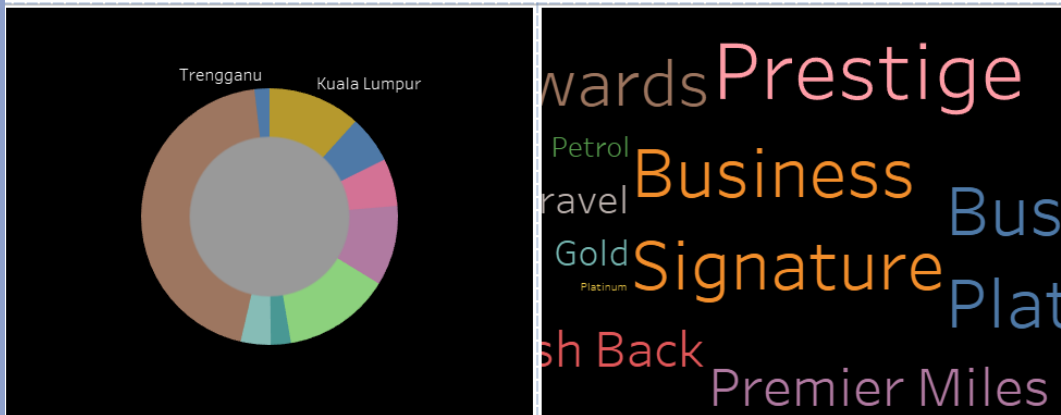 Trengganu
Kuala Lumpur
wards
Prestige
Petrol
Business
ravel
Bus
Gold
Signature
Platinum
Plat
sh Back
Premier Miles